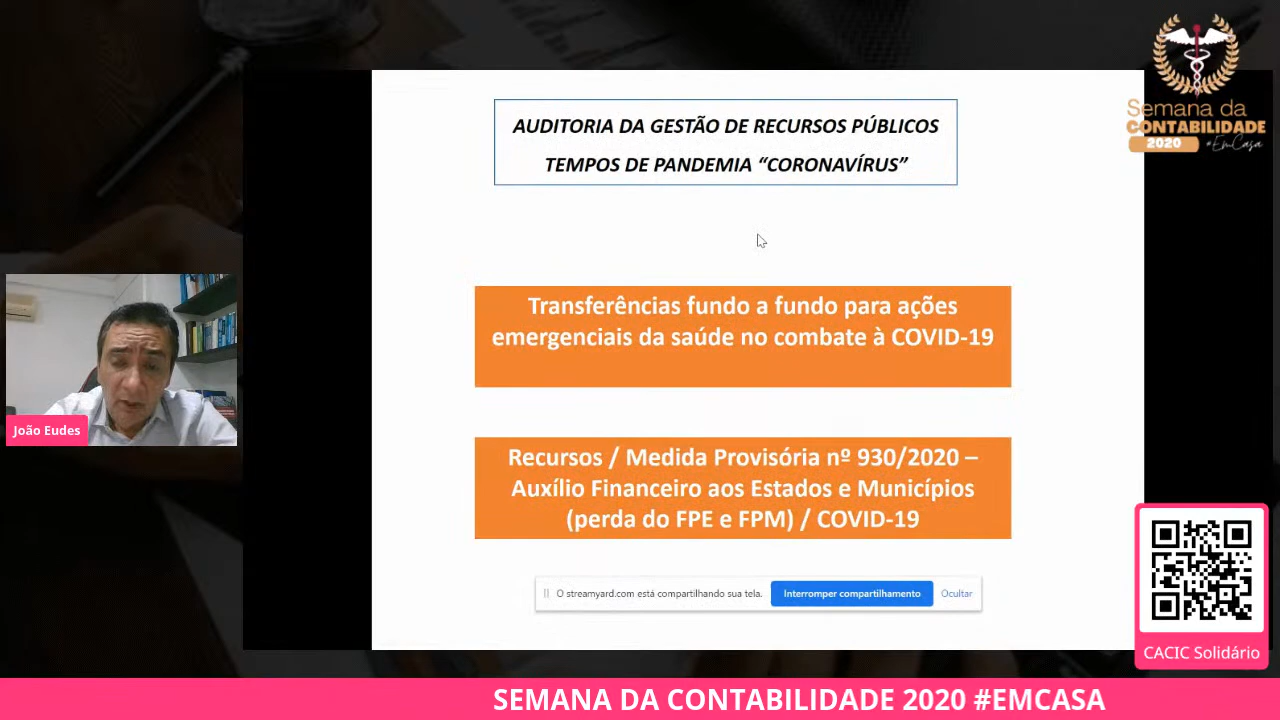 AUDITORIA DA GESTÃO DE RECURSOS PÚBLICOS
TEMPOS DE PANDEMIA “CORONAVÍRUS”
Semana da
CONTABILIDADE
2020 #EmCasa
Transferências fundo a fundo para ações
emergenciais da saúde no combate à COVID-19
João Eudes
Recursos / Medida Provisória nº 930/2020 –
Auxílio Financeiro aos Estados e Municípios
(perda do FPE e FPM) / COVID-19
O streamyard.com está compartilhando sua tela. Interromper compartilhamento Ocultar
CACIC Solidário
SEMANA DA CONTABILIDADE 2020 #EMCASA